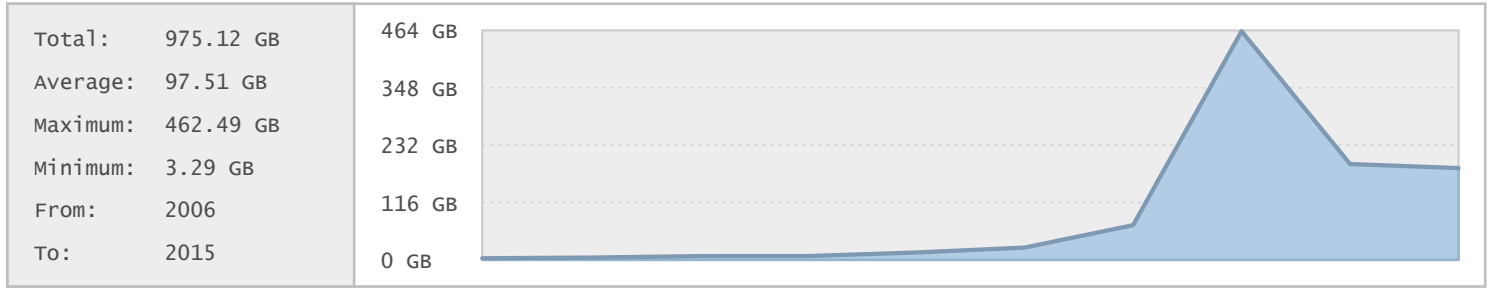 Total: 975.12 GB
Average: 97.51 GB
Maximum: 462.49 GB
Minimum: 3.29 GB
From: 2006
To: 2015
464 GB
348 GB
232 GB
116 GB
0 GB